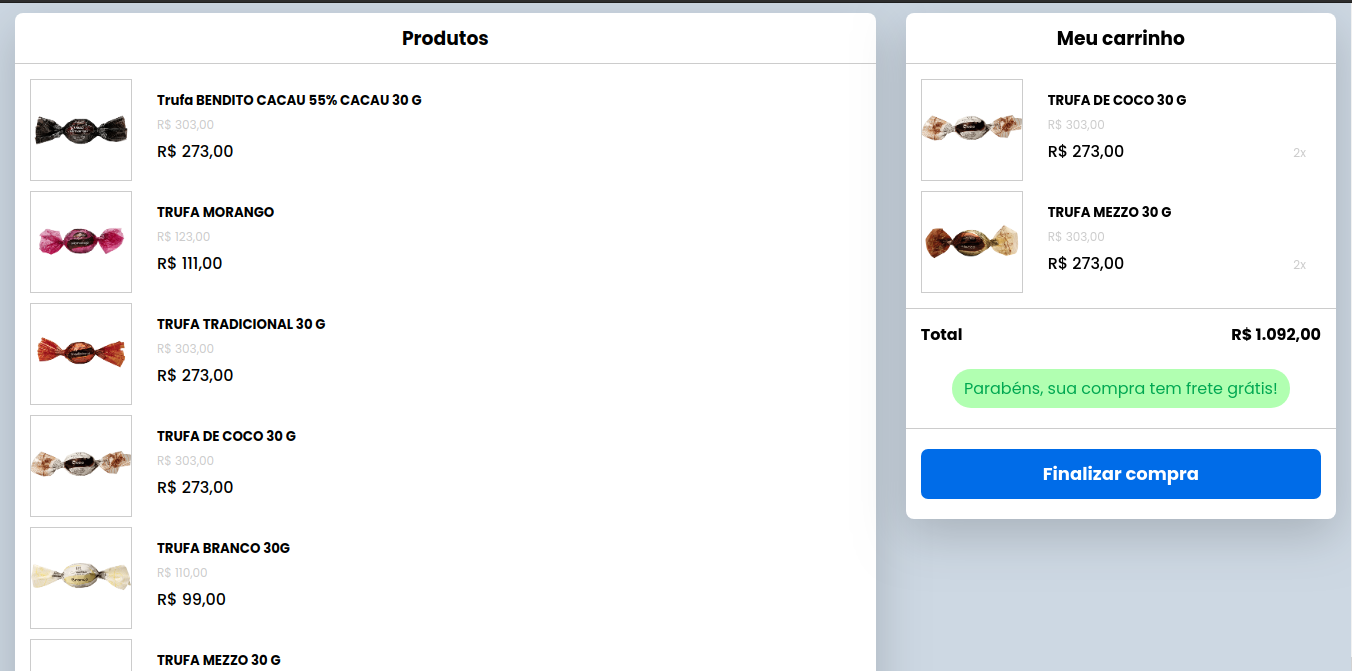 Produtos
Trufa BENDITO CACAU 55% CACAU 30 G
R$ 303,00
R$ 273,00
TRUFA MORANGO
R$ 123,00
R$ 111,00
TRUFA TRADICIONAL 30 G
R$ 303,00
R$ 273,00
TRUFA DE COCO 30 G
R$ 303,00
R$ 273,00
TRUFA BRANCO 30G
R$ 110,00
R$ 99,00
TRUFA MEZZO 30 G
Meu carrinho
TRUFA DE COCO 30 G
R$ 303,00
R$ 273,00 2x
TRUFA MEZZO 30 G
R$ 303,00
R$ 273,00 2x
Total R$ 1.092,00
Parabéns, sua compra tem frete grátis!
Finalizar compra